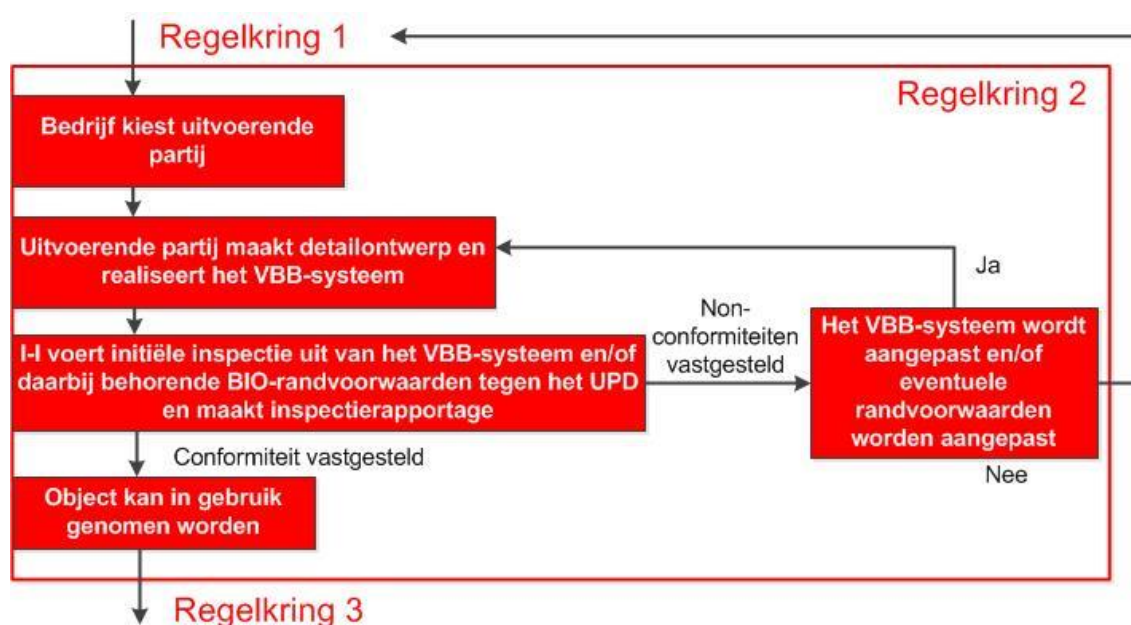 Regelkring 1
Regelkring 2
Bedrijf kiest uitvoerende
partij
Uitvoerende partij maakt detailontwerp en
realiseert het VBB-systeem
Ja
Non-
conformiteiten
vastgesteld
Het VBB-systeem wordt
aangepast en/of
eventuele
randvoorwaarden
worden aangepast
I-I voert initiële inspectie uit van het VBB-systeem en/of
daarbij behorende BIO-randvoorwaarden tegen het UPD
en maakt inspectierapportage
Conformiteit vastgesteld
Nee
Object kan in gebruik
genomen worden
Regelkring 3